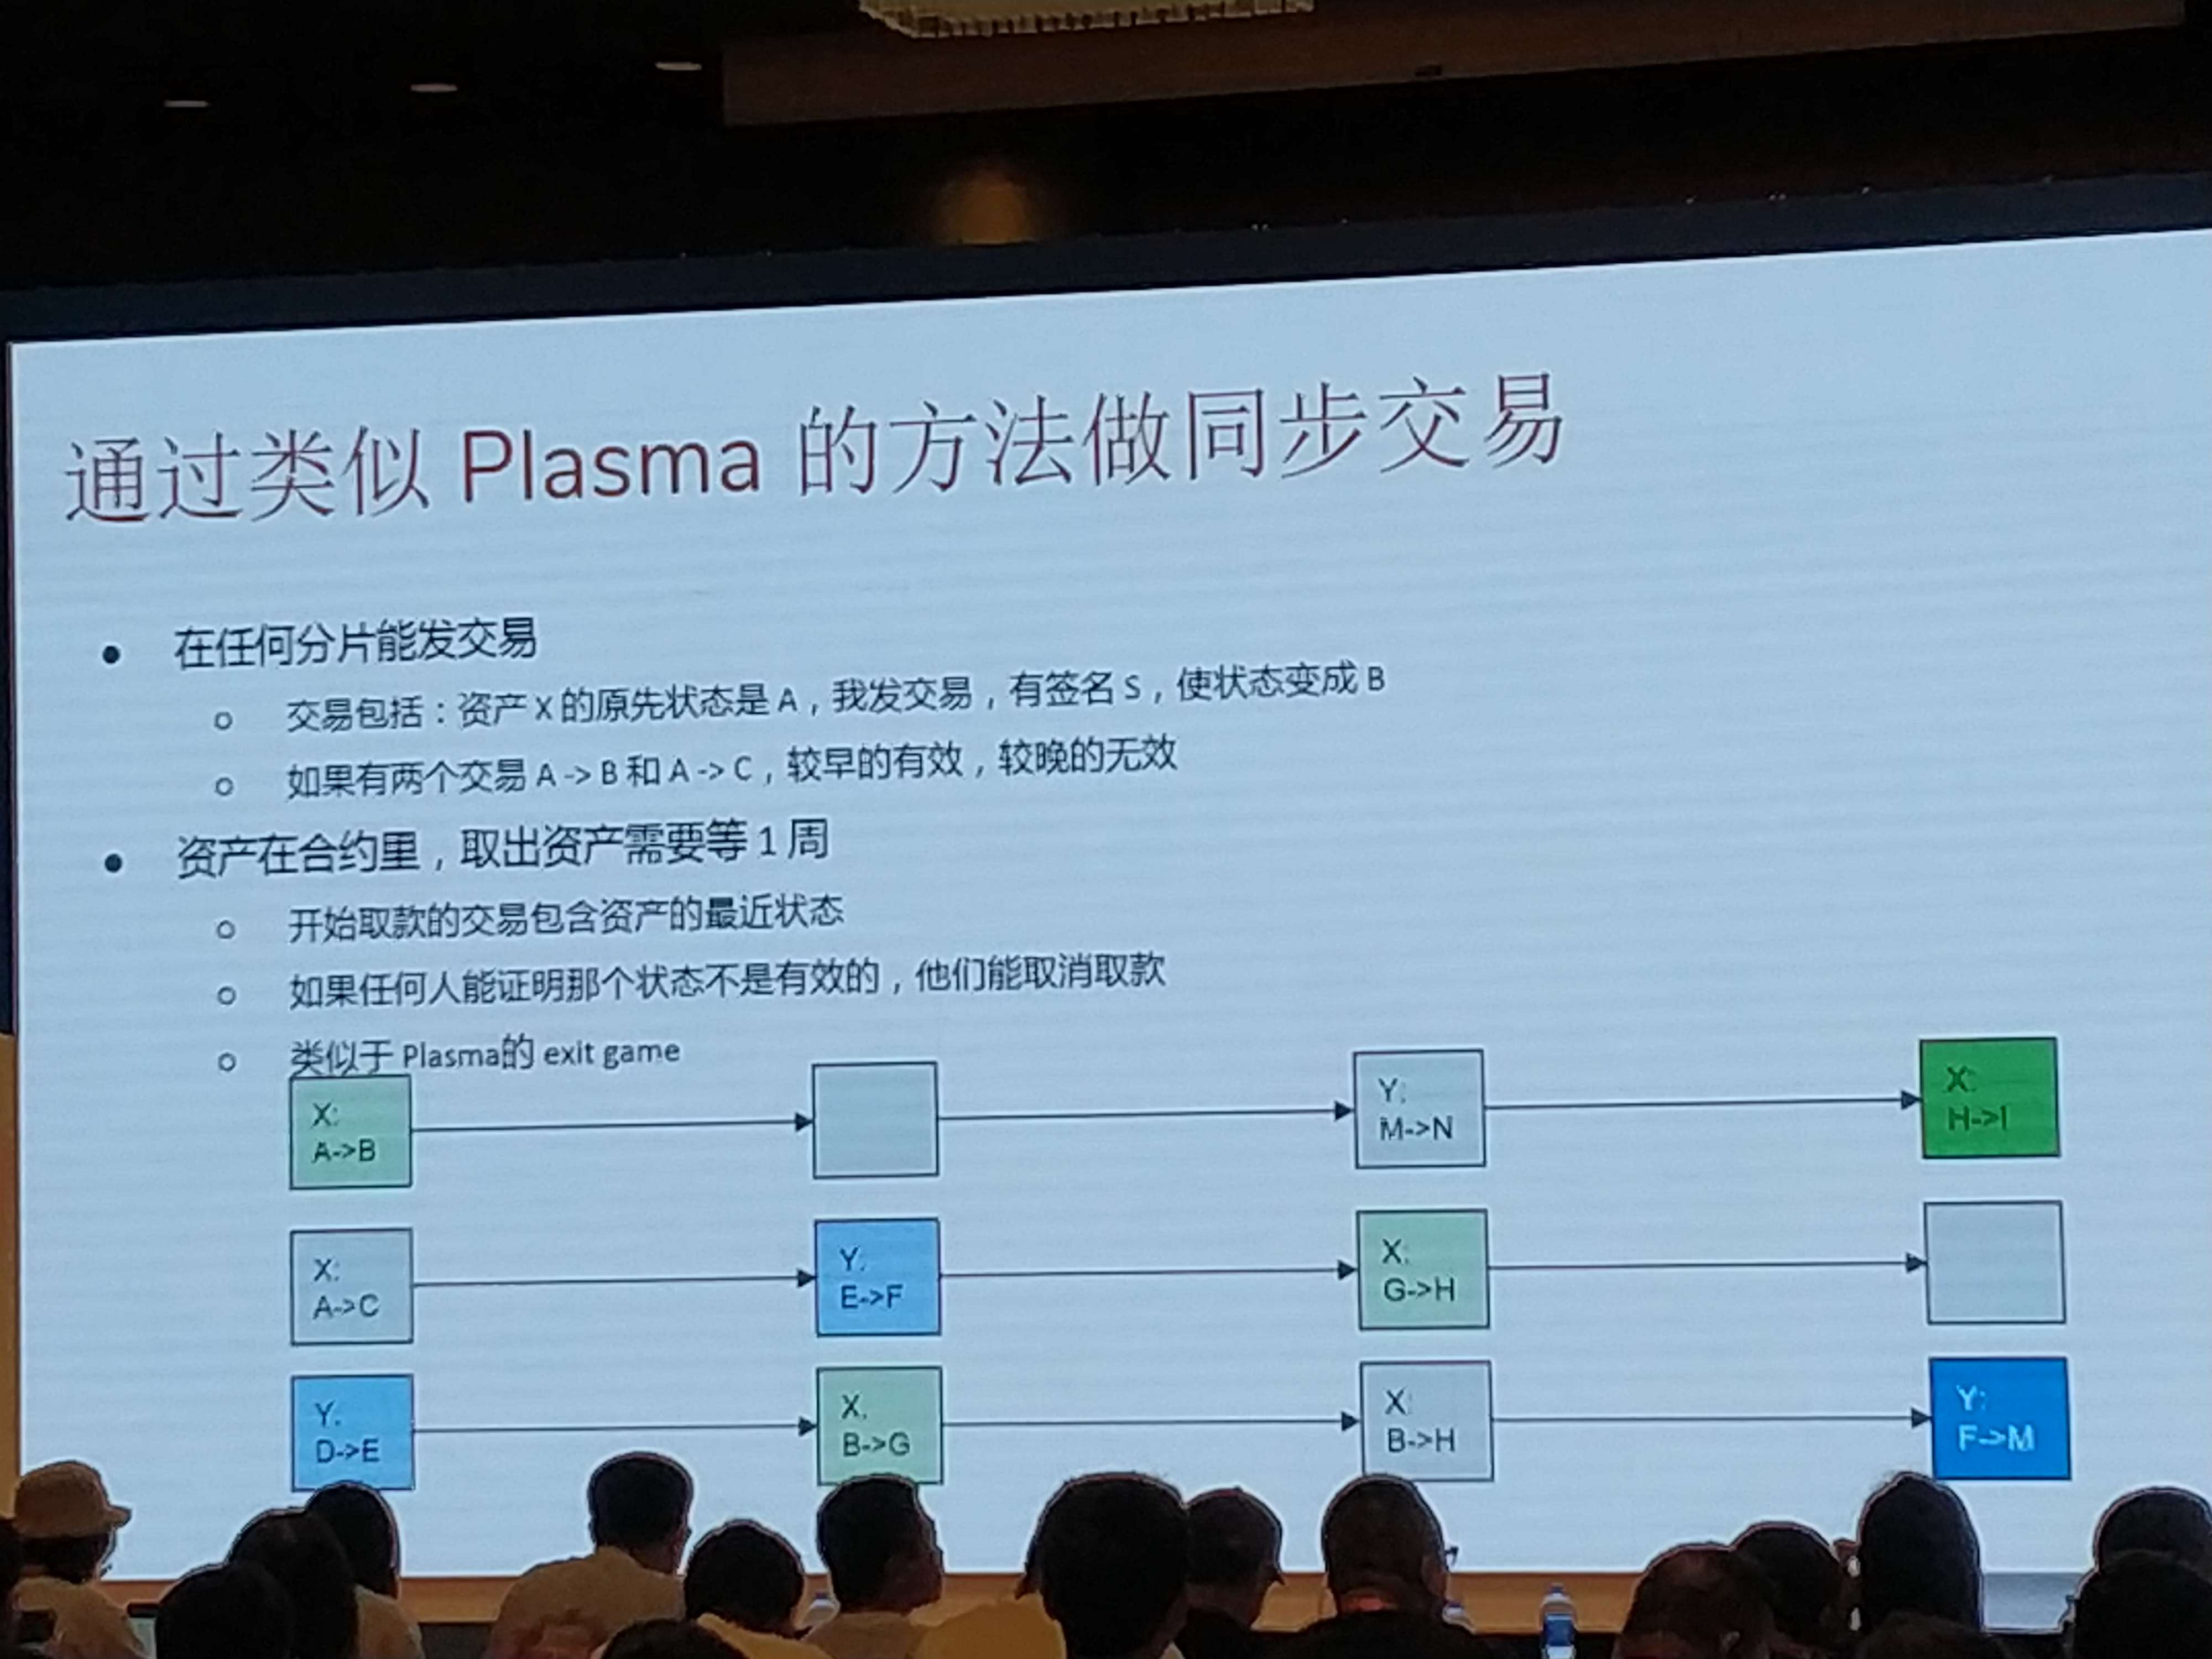 通过类似 Plasma 的方法做同步交易
在任何分片能发交易
交易包括：资产 X 的原先状态是 A，我发交易，有签名 S，使状态变成 B
如果有两个交易 A -> B 和 A -> C，较早的有效，较晚的无效
资产在合约里，取出资产需要等 1 周
开始取款的交易包含资产的最近状态
如果任何人能证明那个状态不是有效的，他们能取消取款
类似于 Plasma的 exit game
X:
A->B
Y:
M->N
X:
H->I
X:
A->C
Y:
E->F
X:
G->H
Y:
D->E
X:
B->G
X:
B->H
Y:
F->M